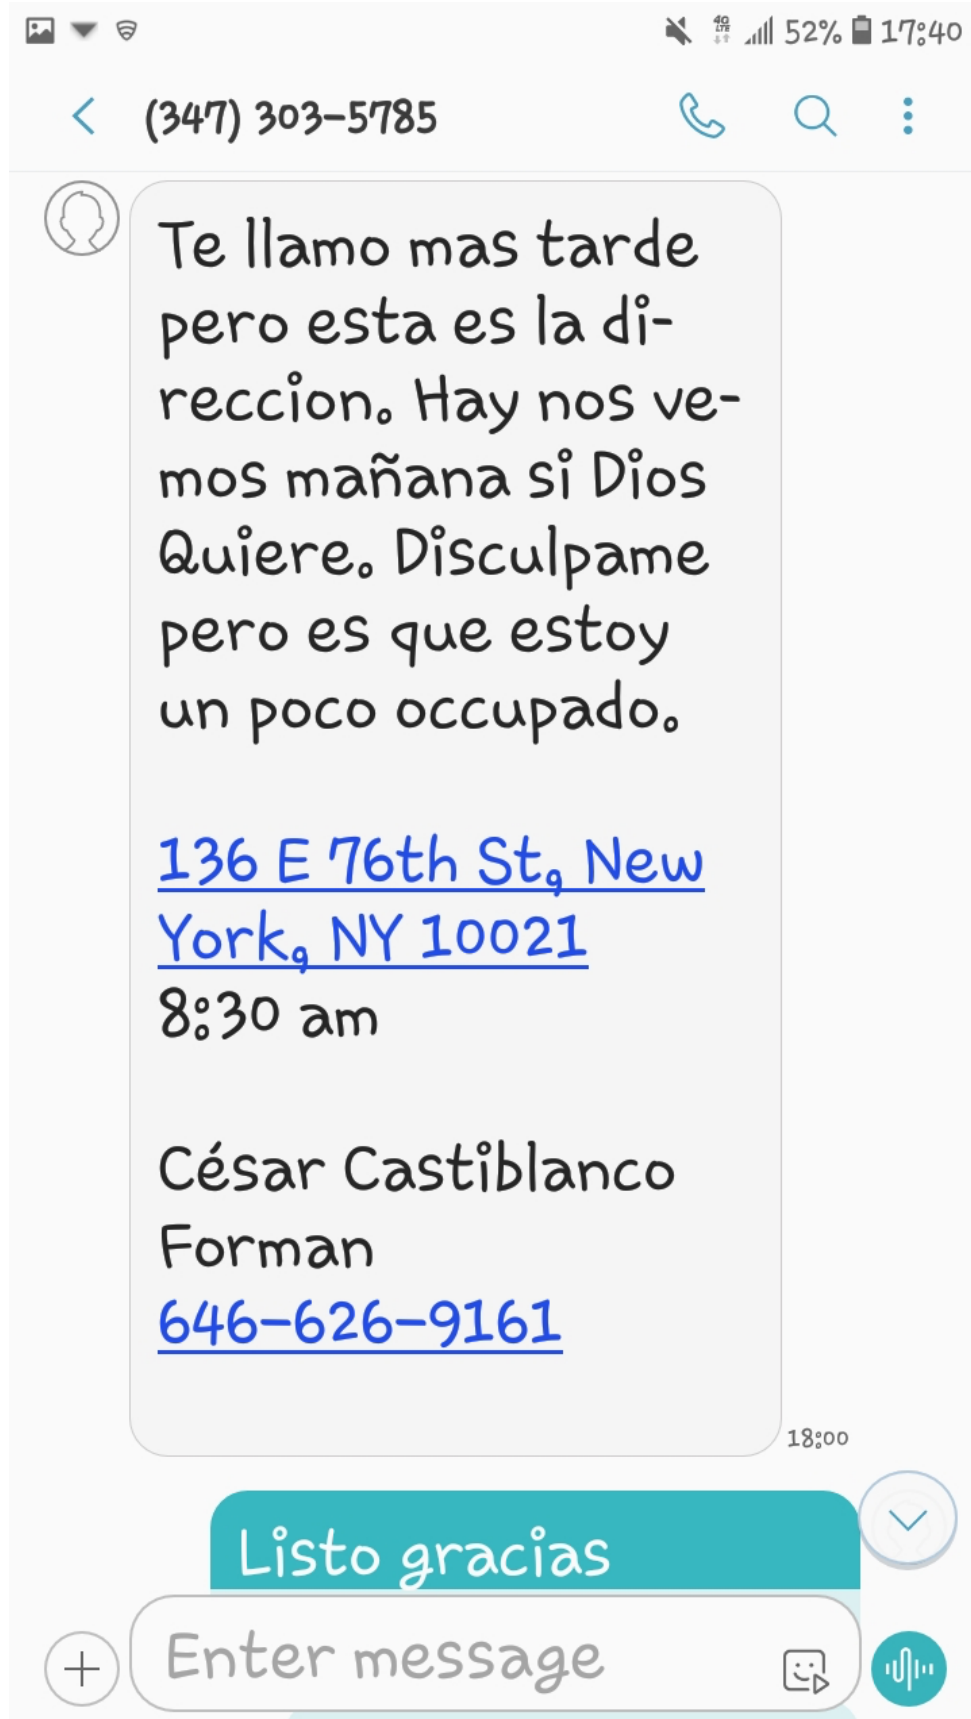 4G
LTE
52%
17:40
(347) 303-5785
Te llamo mas tarde
pero esta es la di-
reccion. Hay nos ve-
mos mañana si Dios
Quiere. Disculpame
pero es que estoy
un poco occupado.
136 E 76th St, New
York, NY 10021
8:30 am
César Castiblanco
Forman
646-626-9161
18:00
Listo gracias
Enter message